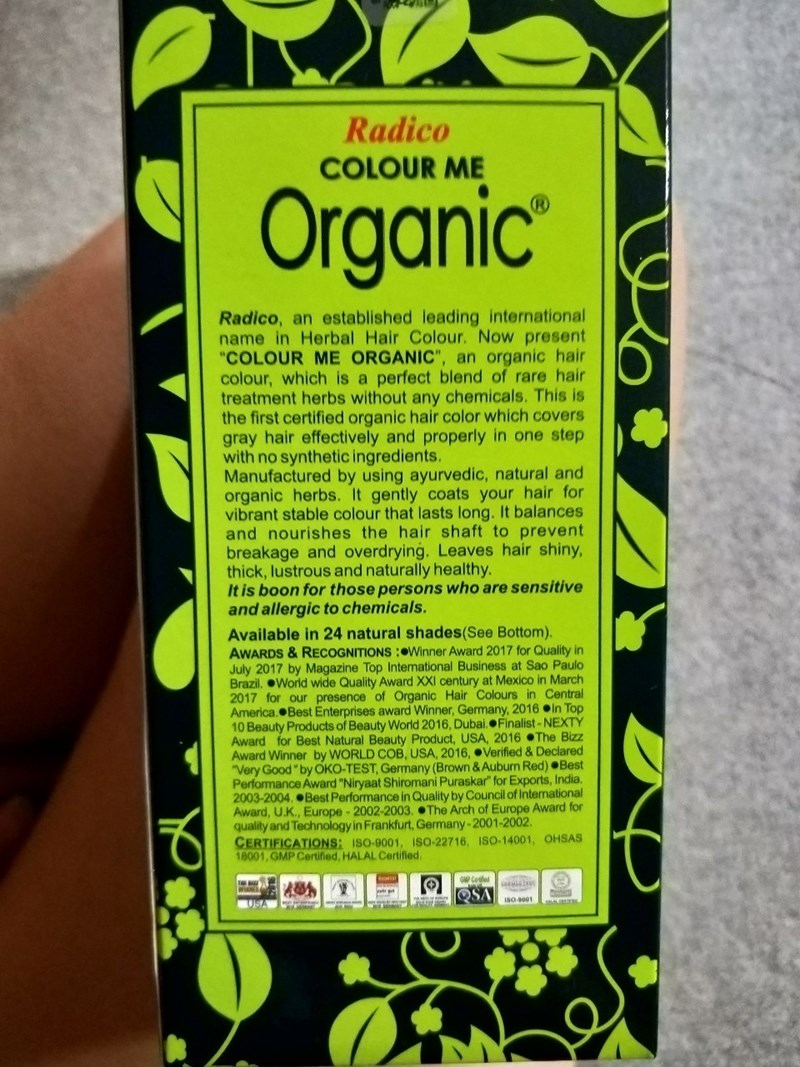 Radico
COLOUR ME
Organic®
Radico, an established leading international
name in Herbal Hair Colour. Now present
"COLOUR ME ORGANIC", an organic hair
colour, which is a perfect blend of rare hair
treatment herbs without any chemicals. This is
the first certified organic hair color which covers
gray hair effectively and properly in one step
with no synthetic ingredients.
Manufactured by using ayurvedic, natural and
organic herbs. It gently coats your hair for
vibrant stable colour that lasts long. It balances
and nourishes the hair shaft to prevent
breakage and overdrying. Leaves hair shiny,
thick, lustrous and naturally healthy.
It is boon for those persons who are sensitive
and allergic to chemicals.
Available in 24 natural shades(See Bottom).
AWARDS & RECOGNITIONS :●Winner Award 2017 for Quality in
July 2017 by Magazine Top International Business at Sao Paulo
Brazil. ●World wide Quality Award XXI century at Mexico in March
2017 for our presence of Organic Hair Colours in Central
America.●Best Enterprises award Winner, Germany, 2016 ●In Top
10 Beauty Products of Beauty World 2016, Dubai.●Finalist - NEXTY
Award for Best Natural Beauty Product, USA, 2016 ●The Bizz
Award Winner by WORLD COB, USA, 2016, ●Verified & Declared
"Very Good" by OKO-TEST, Germany (Brown & Auburn Red) ●Best
Performance Award "Niryaat Shiromani Puraskar" for Exports, India.
2003-2004. ●Best Performance in Quality by Council of International
Award, U.K., Europe - 2002-2003. ●The Arch of Europe Award for
quality and Technology in Frankfurt, Germany - 2001-2002.
CERTIFICATIONS: ISO-9001, ISO-22716, ISO-14001, OHSAS
18001, GMP Certified, HALAL Certified.
USA
GMP Certified
QSA
ISO-9001